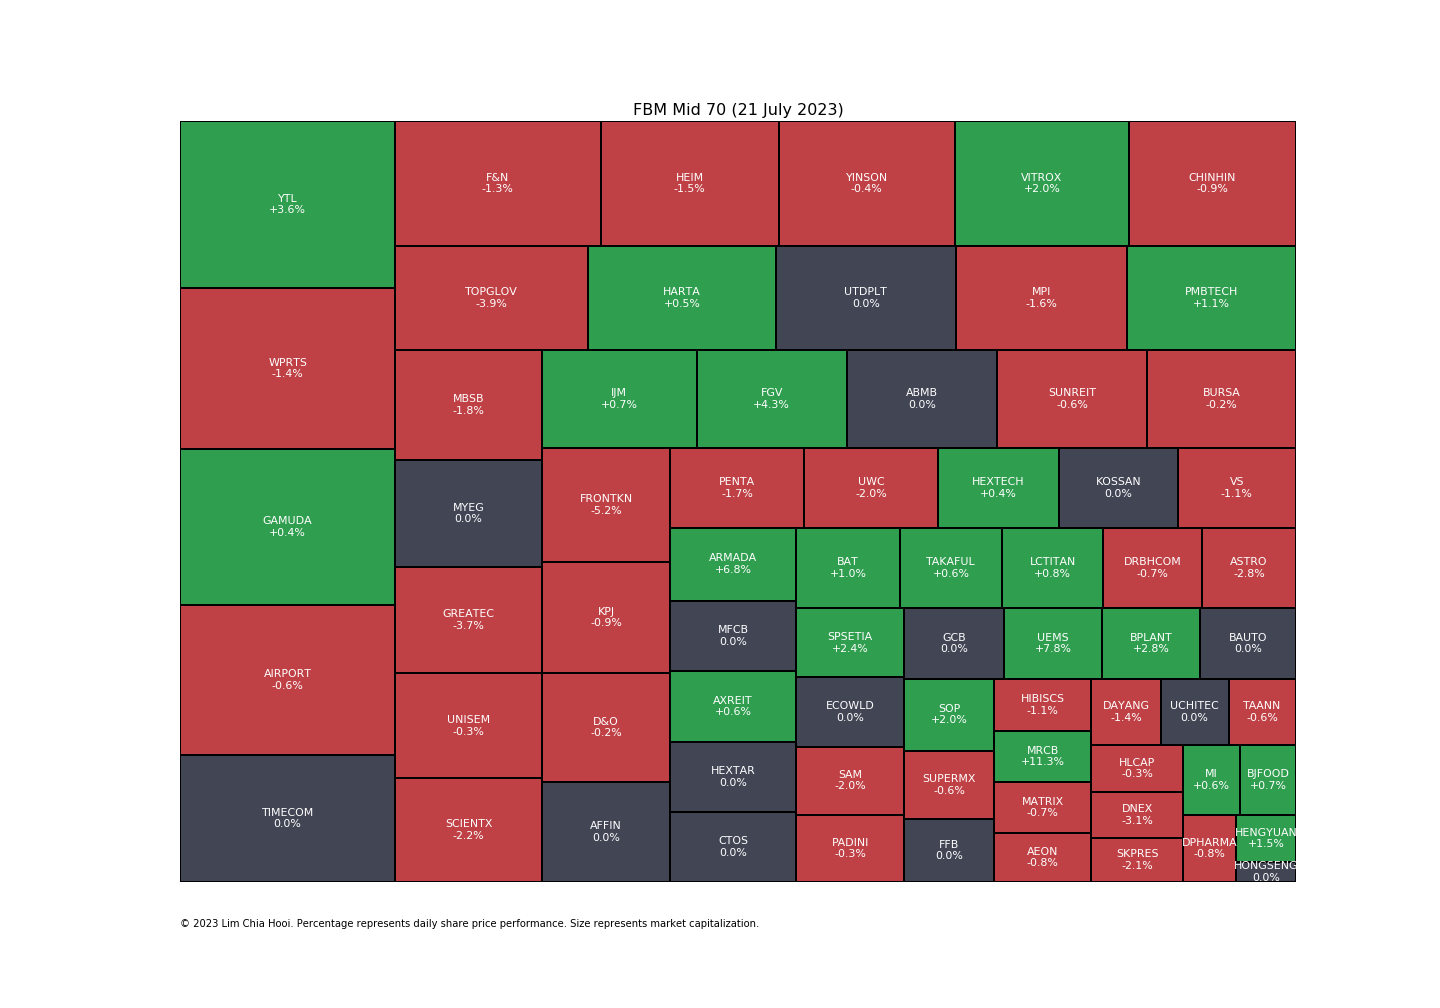 FBM Mid 70 (21 July 2023)
YTL
+3.6%
WPRTS
-1.4%
GAMUDA
+0.4%
AIRPORT
-0.6%
TIMECOM
0.0%
F&N
-1.3%
HEIM
-1.5%
YINSON
-0.4%
VITROX
+2.0%
CHINHIN
-0.9%
TOPGLOV
-3.9%
HARTA
+0.5%
UTDPLT
0.0%
MPI
-1.6%
PMBTECH
+1.1%
MBSB
-1.8%
MYEG
0.0%
GREATEC
-3.7%
UNISEM
-0.3%
SCIENTX
-2.2%
IJM
+0.7%
FGV
+4.3%
ABMB
0.0%
SUNREIT
-0.6%
BURSA
-0.2%
FRONTKN
-5.2%
KPJ
-0.9%
D&O
-0.2%
AFFIN
0.0%
PENTA
-1.7%
UWC
-2.0%
HEXTECH
+0.4%
KOSSAN
0.0%
VS
-1.1%
ARMADA
+6.8%
MFCB
0.0%
AXREIT
+0.6%
HEXTAR
0.0%
CTOS
0.0%
BAT
+1.0%
TAKAFUL
+0.6%
LCTITAN
+0.8%
DRBHCOM
-0.7%
ASTRO
-2.8%
SPSETIA
+2.4%
ECOWLD
0.0%
SAM
-2.0%
PADINI
-0.3%
GCB
0.0%
UEMS
+7.8%
BPLANT
+2.8%
BAUTO
0.0%
SOP
+2.0%
SUPERMX
-0.6%
FFB
0.0%
HIBISCS
-1.1%
MRCB
+11.3%
MATRIX
-0.7%
AEON
-0.8%
DAYANG
-1.4%
UCHITEC
0.0%
TAANN
-0.6%
HLCAP
-0.3%
DNEX
-3.1%
SKPRES
-2.1%
MI
+0.6%
BJFOOD
+0.7%
DPHARMA
-0.8%
HENGYUAN
+1.5%
HONGSENG
0.0%
© 2023 Lim Chia Hooi. Percentage represents daily share price performance. Size represents market capitalization.